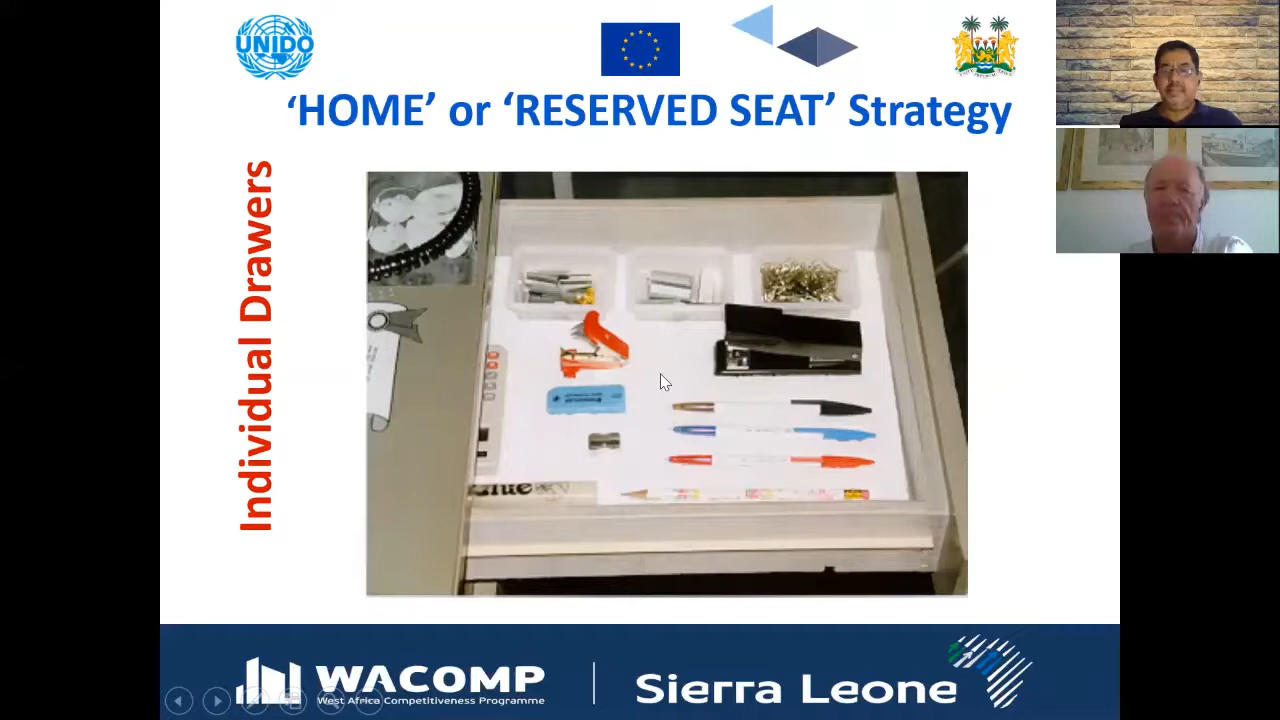 UNIDO
‘HOME’ or ‘RESERVED SEAT’ Strategy
Individual Drawers
WACOMP
West Africa Competitiveness Programme
Sierra Leone